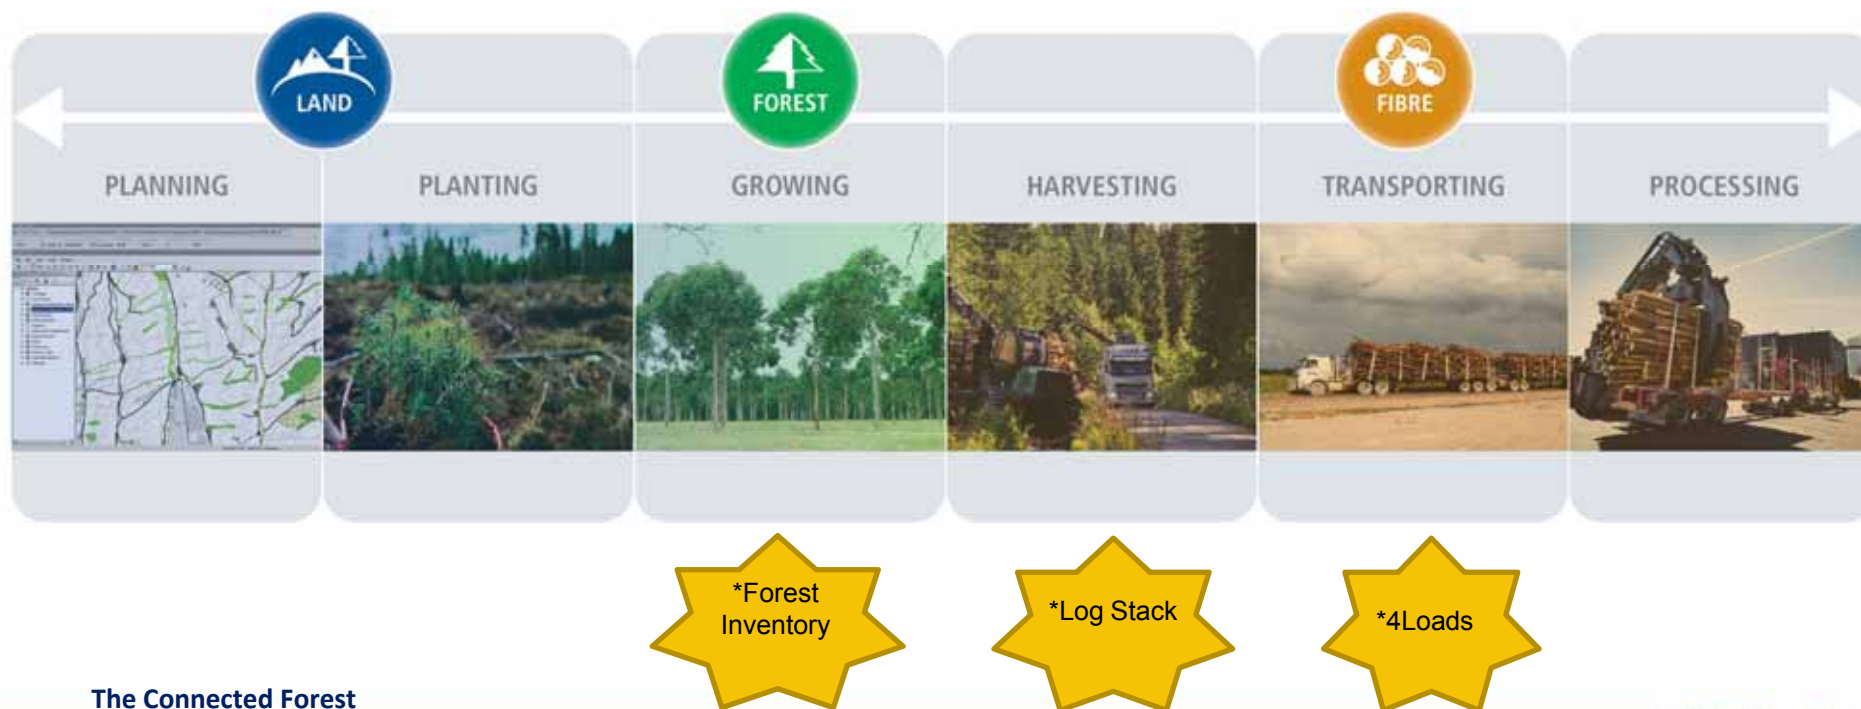 LAND
FOREST
FIBRE
PLANNING
PLANTING
GROWING
HARVESTING
TRANSPORTING
PROCESSING
*Forest
Inventory
*Log Stack
*4Loads
The Connected Forest